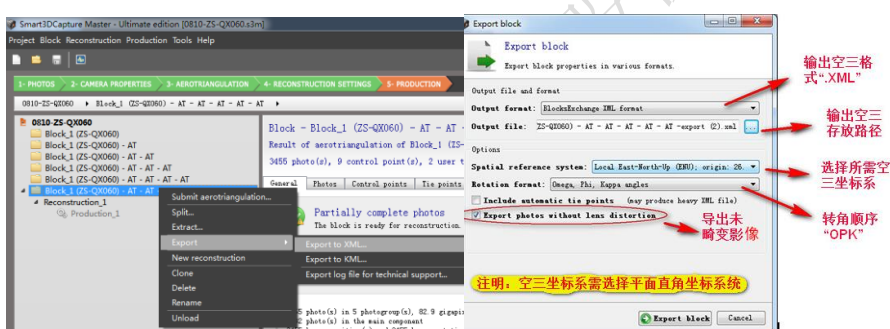 Smart3DCapture Master - Ultimate edition [0810-ZS-QX060.s3m]
Project Block Reconstruction Production Tools Help
1- PHOTOS 2- CAMERA PROPERTIES 3- AEROTRIANGULATION 4- RECONSTRUCTION SETTINGS 5- PRODUCTION
0810-ZS-QX060 Block_1 (ZS-QX060) - AT - AT - AT - AT - AT
0810-ZS-QX060
Block_1 (ZS-QX060)
Block_1 (ZS-QX060) - AT
Block_1 (ZS-QX060) - AT - AT
Block_1 (ZS-QX060) - AT - AT - AT
Block_1 (ZS-QX060) - AT - AT - AT - AT
Block_1 (ZS-QX060) - AT - AT -
Reconstruction_1
Production_1
Block - Block_1 (ZS-QX060) - AT - AT -
Result of aerotriangulation of Block_1 (ZS-
3455 photo(s), 9 control point(s), 2 user t
General Photos Control points Tie points
Partially complete photos
The block is ready for reconstruction.
Submit aerotriangulation...
Split...
Extract...
Export
New reconstruction
Clone
Delete
Rename
Unload
Export to XML...
Export to KML...
Export log file for technical support...
5 photo(s) in 5 photogroup(s), 82.9 gigapi
photo(s) in the main component
Export block
Export block
Export block properties in various formats.
Output file and format
Output format: BlocksExchange XML format
Output file: ZS-QX060) - AT - AT - AT - AT - AT -export (2).xml ...
Options
Spatial reference system: Local East-North-Up (ENU); origin: 26.
Rotation format: Omega, Phi, Kappa angles
Include automatic tie points (may produce heavy XML file)
Export photos without lens distortion
导出未
畸变影像
注明：空三坐标系需选择平面直角坐标系统
Export block Cancel
输出空三格
式“.XML”
输出空三
存放路径
选择所需空
三坐标系
转角顺序
“OPK”